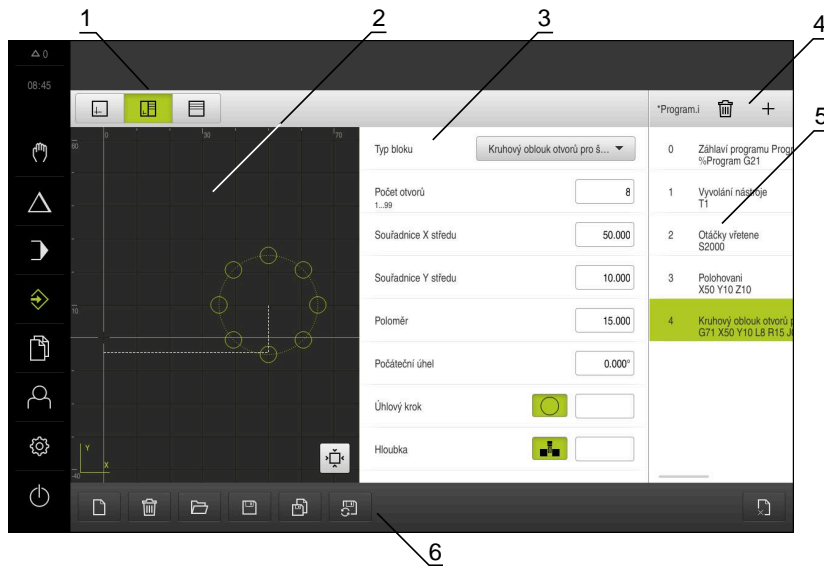 1
2
3
4
5
6
0
08:45
*Program.i
0
30
70
60
10
-40
Y
X
Typ bloku
Kruhový oblouk otvorů pro š...
Počet otvorů
1...99
8
Souřadnice X středu
50.000
Souřadnice Y středu
10.000
Poloměr
15.000
Počáteční úhel
0.000°
Úhlový krok
Hloubka
0 Záhlaví programu
%Program G21
1 Vyvolání nástroje
T1
2 Otáčky vřetene
S2000
3 Polohovani
X50 Y10 Z10
4 Kruhový oblouk otvorů
G71 X50 Y10 L8 R15